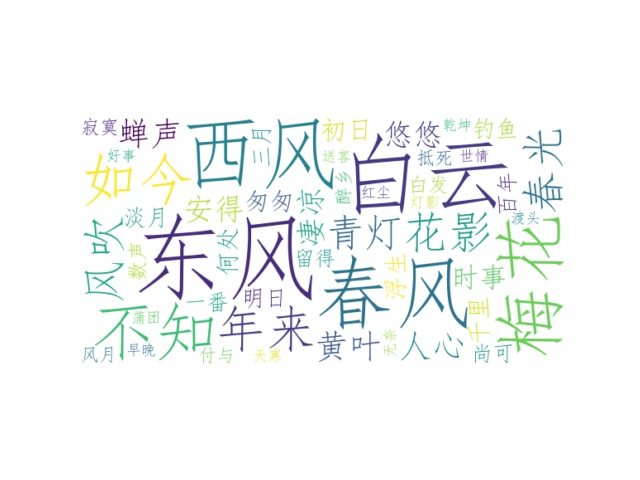 寂寞
蝉声
西风
三月
初日
送客
悠悠
乾坤
钓鱼
春光
好事
如今
白云
抵死
世情
醉乡
红尘
白发
灯影
百年
淡月
安得
匆匆
凄凉
青灯
花影
渡头
梅花
风吹
数声
东风
何处
留得
春风
浮生
时事
千里
不知
蒲团
一番
明日
年来
黄叶
无奈
人心
尚可
风月
早晚
付与
天寒